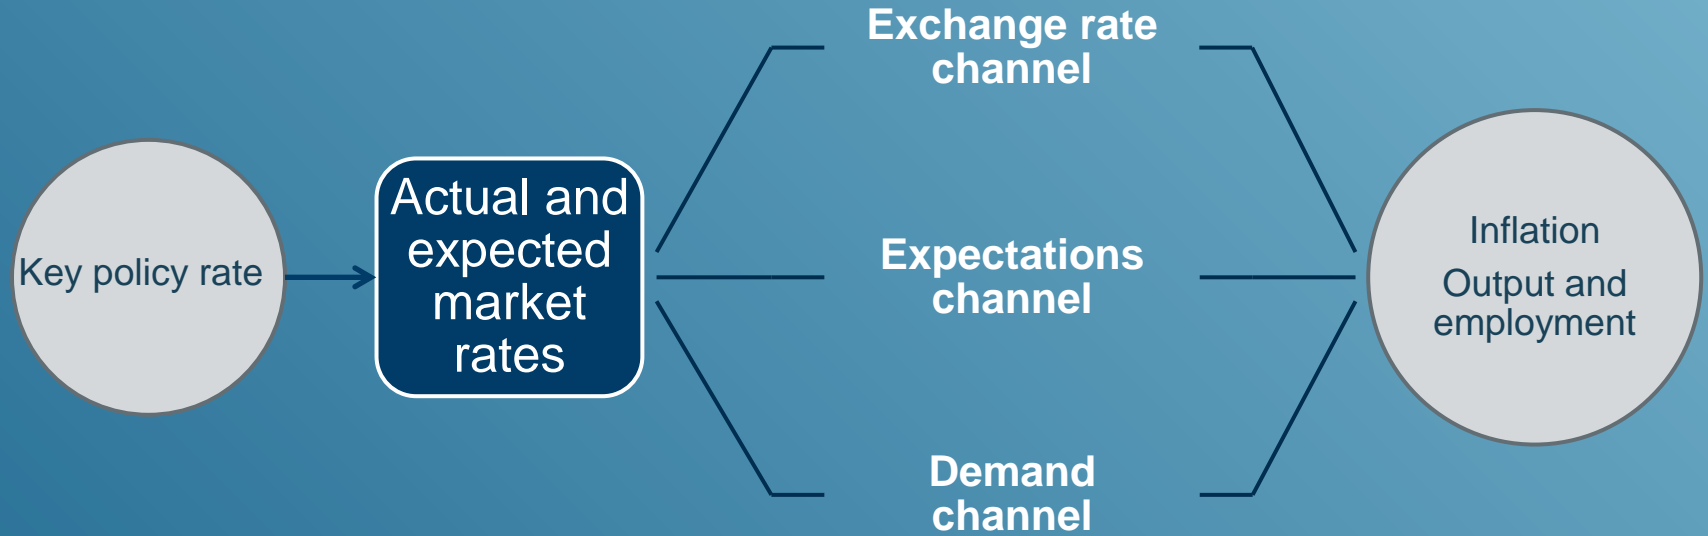 Key policy rate
Actual and
expected
market
rates
Exchange rate
channel
Expectations
channel
Demand
channel
Inflation
Output and
employment